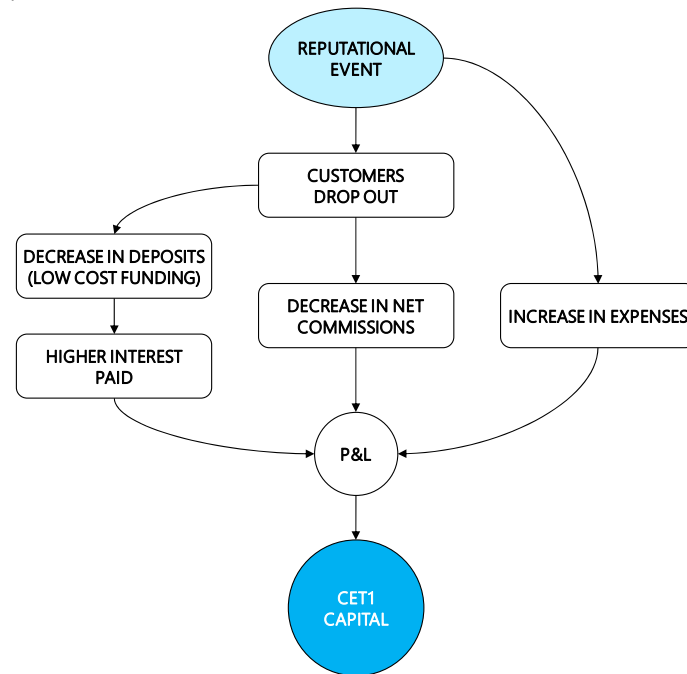 REPUTATIONAL
EVENT
CUSTOMERS
DROP OUT
DECREASE IN DEPOSITS
(LOW COST FUNDING)
DECREASE IN NET
COMMISSIONS
INCREASE IN EXPENSES
HIGHER INTEREST
PAID
P&L
CET1
CAPITAL